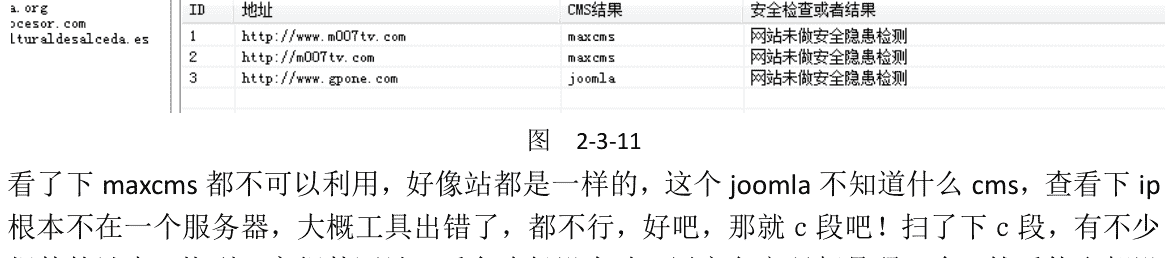 a.org
ocesor.com
lturaldesalceda.es
ID 地址 CMS结果 安全检查或者结果
1 http://www.m007tv.com maxcms 网站未做安全隐患检测
2 http://m007tv.com maxcms 网站未做安全隐患检测
3 http://www.gpone.com joomla 网站未做安全隐患检测
图 2-3-11
看了下 maxcms 都不可以利用，好像站都是一样的，这个 joomla 不知道什么 cms，查看下 ip
根本不在一个服务器，大概工具出错了，都不行，好吧，那就 c 段吧！扫了下 c 段，有不少